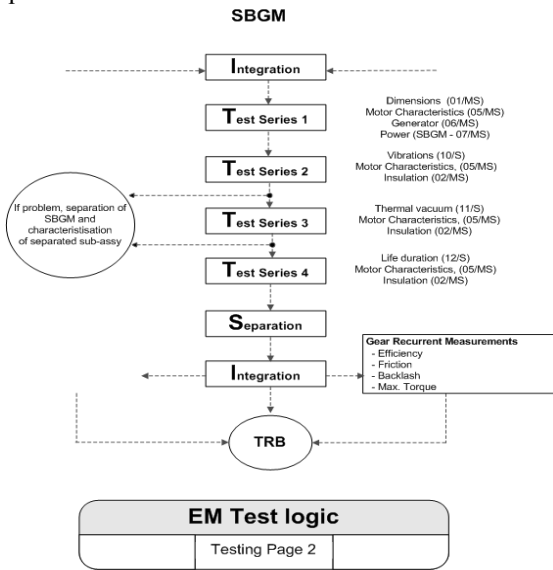 SBGM
Integration
Test Series 1
Dimensions (01/MS)
Motor Characteristics (05/MS)
Generator (06/MS)
Power (SBGM - 07/MS)
Test Series 2
Vibrations (10/S)
Motor Characteristics, (05/MS)
Insulation (02/MS)
If problem, separation of
SBGM and
characteristisation
of separated sub-assy
Test Series 3
Thermal vacuum (11/S)
Motor Characteristics, (05/MS)
Insulation (02/MS)
Test Series 4
Life duration (12/S)
Motor Characteristics, (05/MS)
Insulation (02/MS)
Separation
Integration
Gear Recurrent Measurements
- Efficiency
- Friction
- Backlash
- Max. Torque
TRB
EM Test logic
Testing Page 2